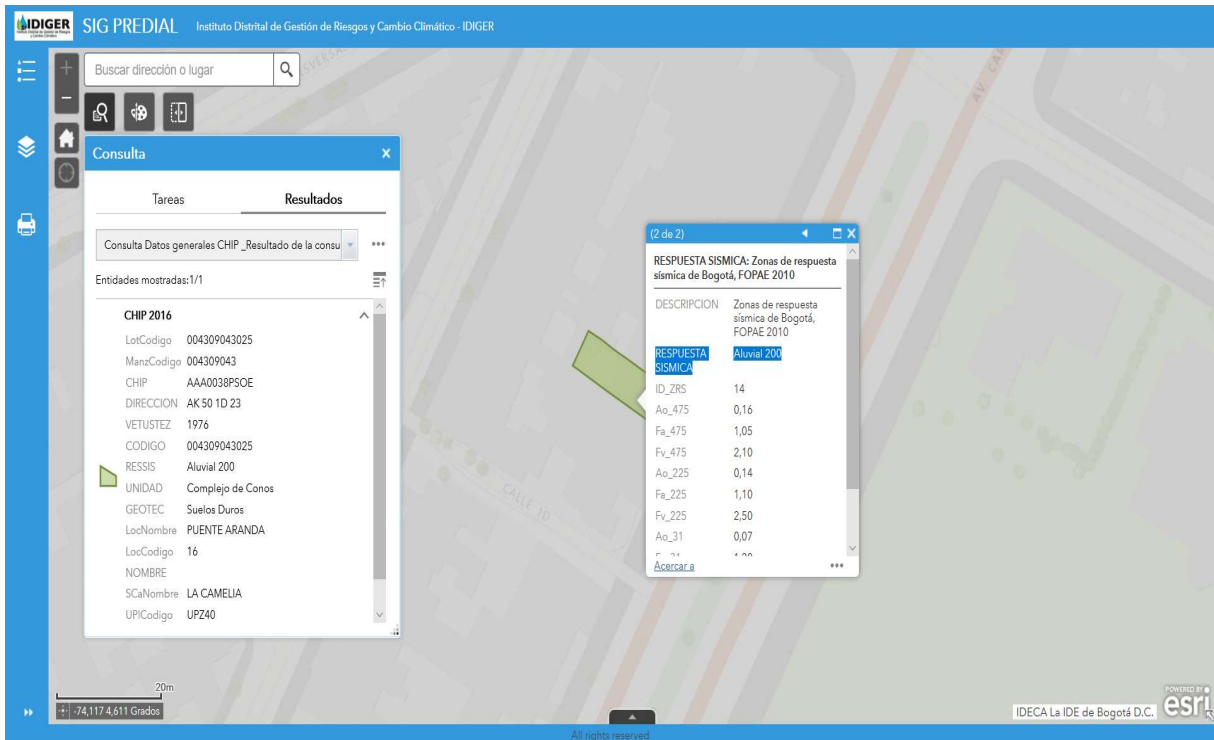 IDIGER
SIG PREDIAL
Instituto Distrital de Gestión de Riesgos y Cambio Climático - IDIGER
Buscar dirección o lugar
Consulta
Tareas
Resultados
Consulta Datos generales CHIP _Resultado de la consu
Entidades mostradas:1/1
CHIP 2016
LotCodigo 004309043025
ManzCodigo 004309043
CHIP AAA0038PSOE
DIRECCION AK 50 1D 23
VETUSTEZ 1976
CODIGO 004309043025
RESSIS Aluvial 200
UNIDAD Complejo de Conos
GEOTEC Suelos Duros
LocNombre PUENTE ARANDA
LocCodigo 16
NOMBRE
SCaNombre LA CAMELIA
UPlCodigo UPZ40
(2 de 2)
RESPUESTA SISMICA: Zonas de respuesta
sísmica de Bogotá, FOPAE 2010
DESCRIPCION Zonas de respuesta
sísmica de Bogotá,
FOPAE 2010
RESPUESTA Aluvial 200
SISMICA
ID_ZRS 14
Ao_475 0,16
Fa_475 1,05
Fv_475 2,10
Ao_225 0,14
Fa_225 1,10
Fv_225 2,50
Ao_31 0,07
Acercar a
CALLE 1D
20m
-74,117 4,611 Grados
IDECA La IDE de Bogotá D.C.
POWERED BY
esri
All rights reserved